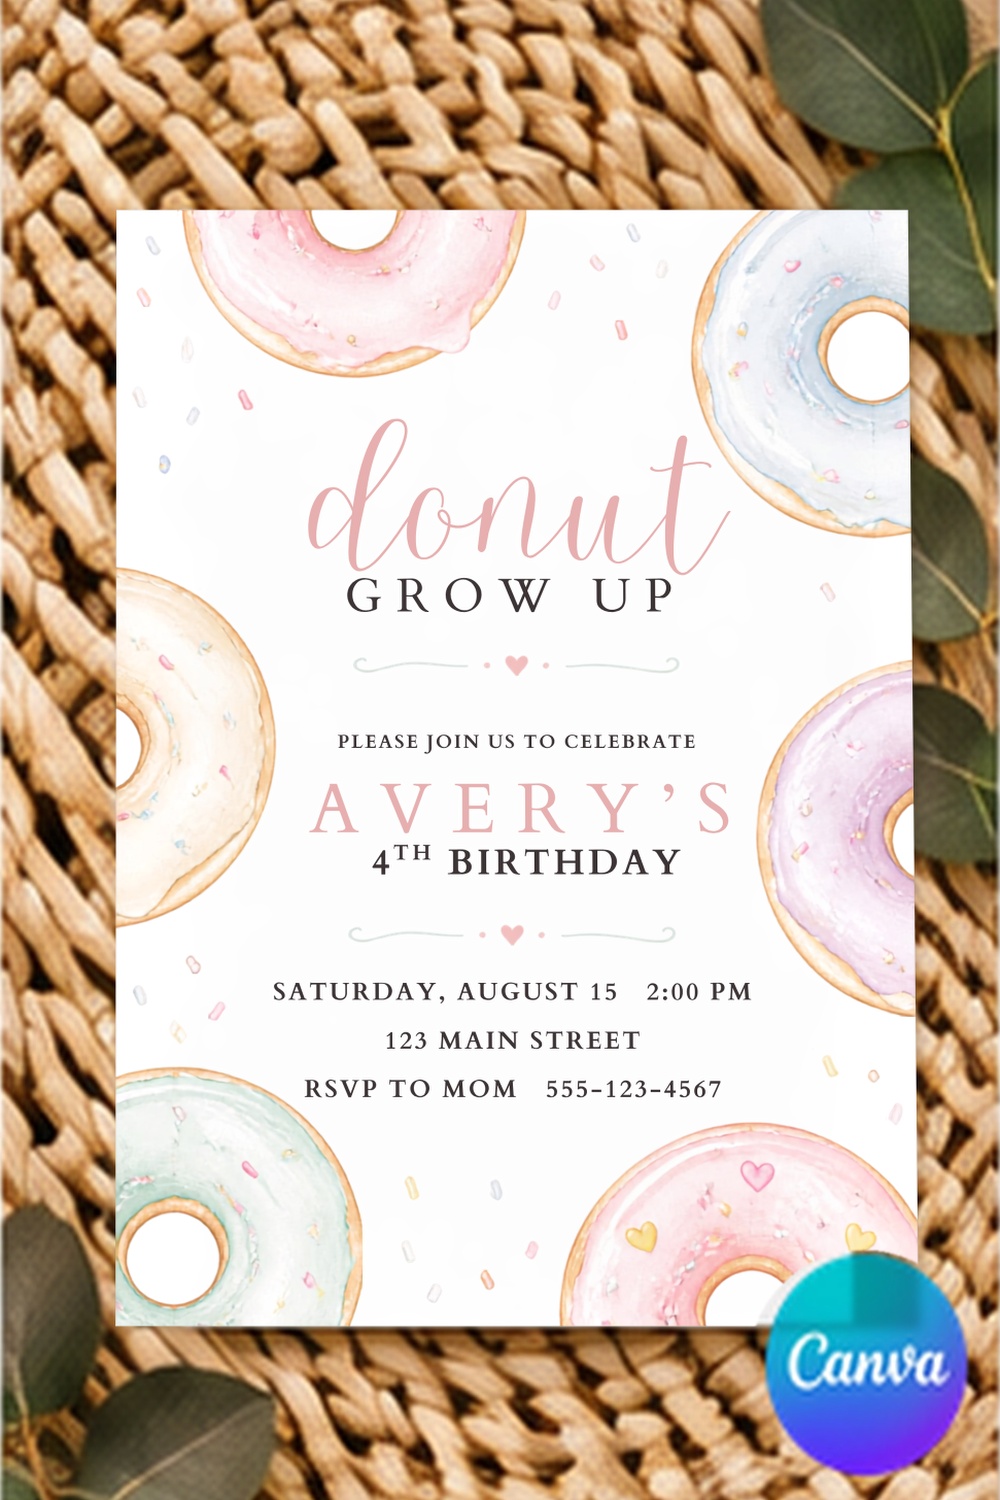 donut
GROW UP
PLEASE JOIN US TO CELEBRATE
AVERY'S
4TH BIRTHDAY
SATURDAY, AUGUST 15 2:00 PM
123 MAIN STREET
RSVP TO MOM 555-123-4567
Canva